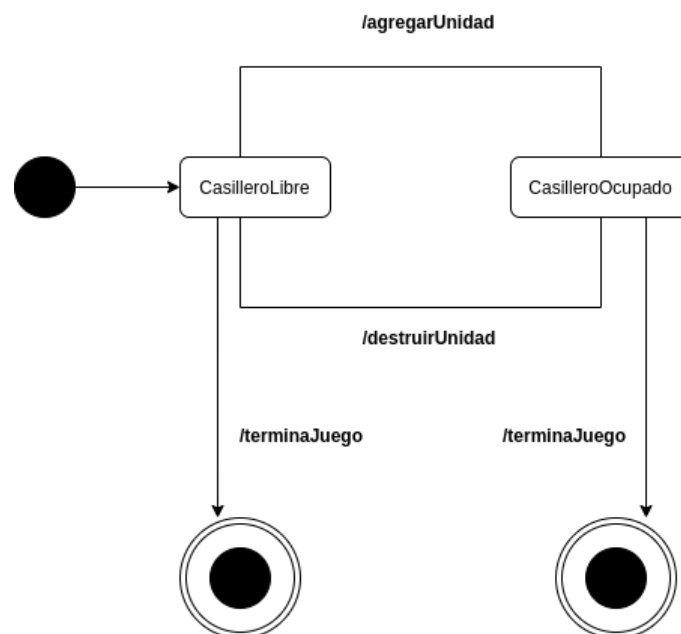 /agregarUnidad
CasilleroLibre
CasilleroOcupado
/destruirUnidad
/terminaJuego
/terminaJuego